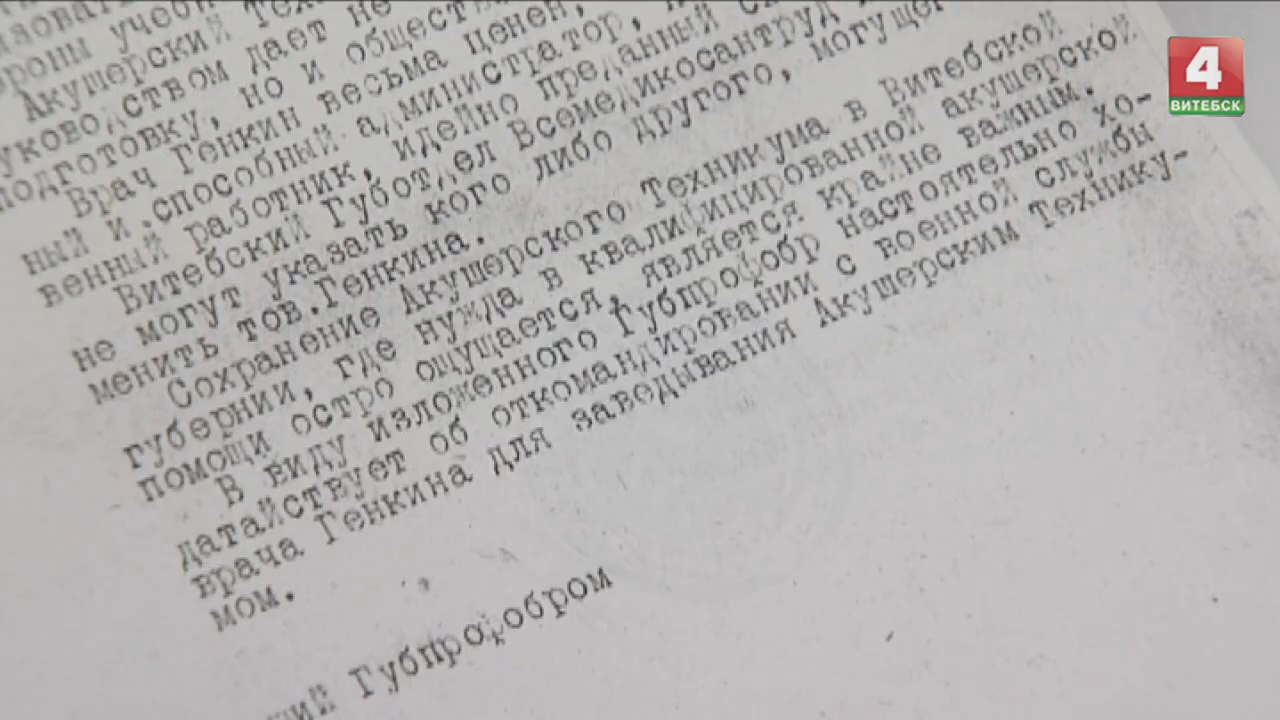 Акушерский
руководством дает не
подготовку, но и обществ
Врач Генкин весьма ценен,
ный и способный администратор,
венный работник, идейно преданный
Витебский Губотдел Всемедикосантруд
не могут указать кого либо другого, могуще
менить тов.Генкина.
Сохранение Акушерского Техникума в Витебской
губернии, где нужда в квалифицированной акушерской
помощи остро ощущается, является крайне важным.
В виду изложенного Губпрофобр настоятельно хо-
датайствует об откомандировании с военной службы
врача Генкина для заведывания Акушерским Технику-
мом.
щий Губпрофобром
4
ВИТЕБСК